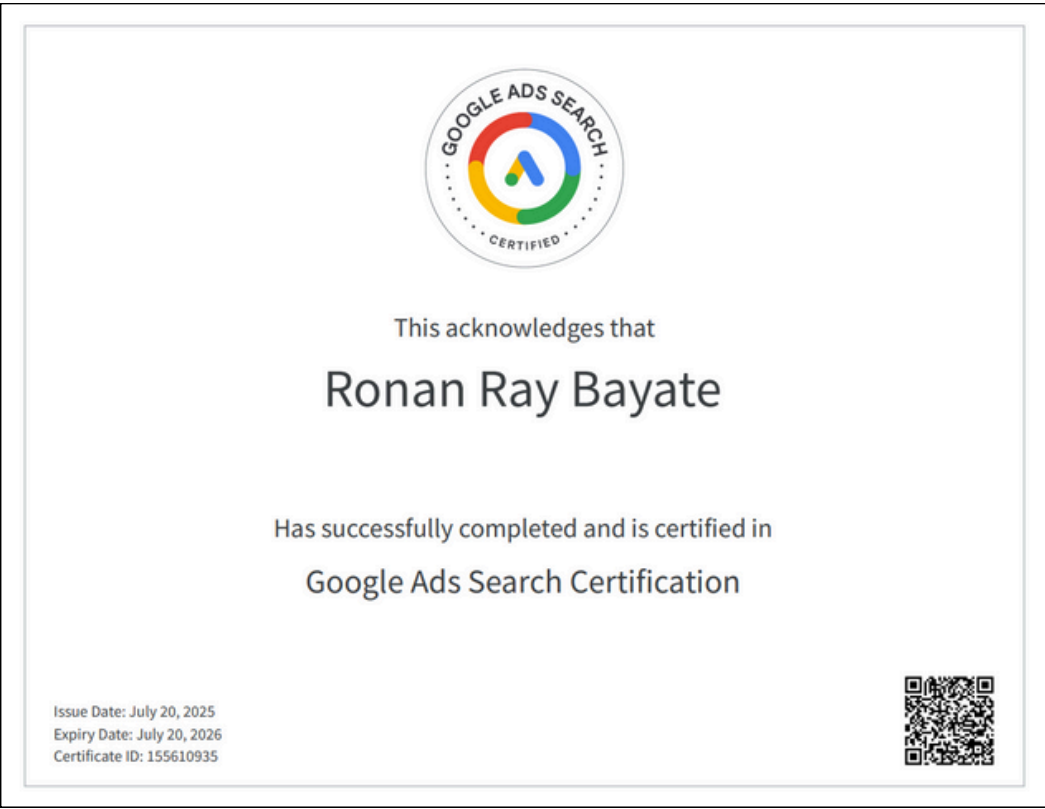 GOOGLE ADS SEARCH
CERTIFIED
This acknowledges that
Ronan Ray Bayate
Has successfully completed and is certified in
Google Ads Search Certification
Issue Date: July 20, 2025
Expiry Date: July 20, 2026
Certificate ID: 155610935